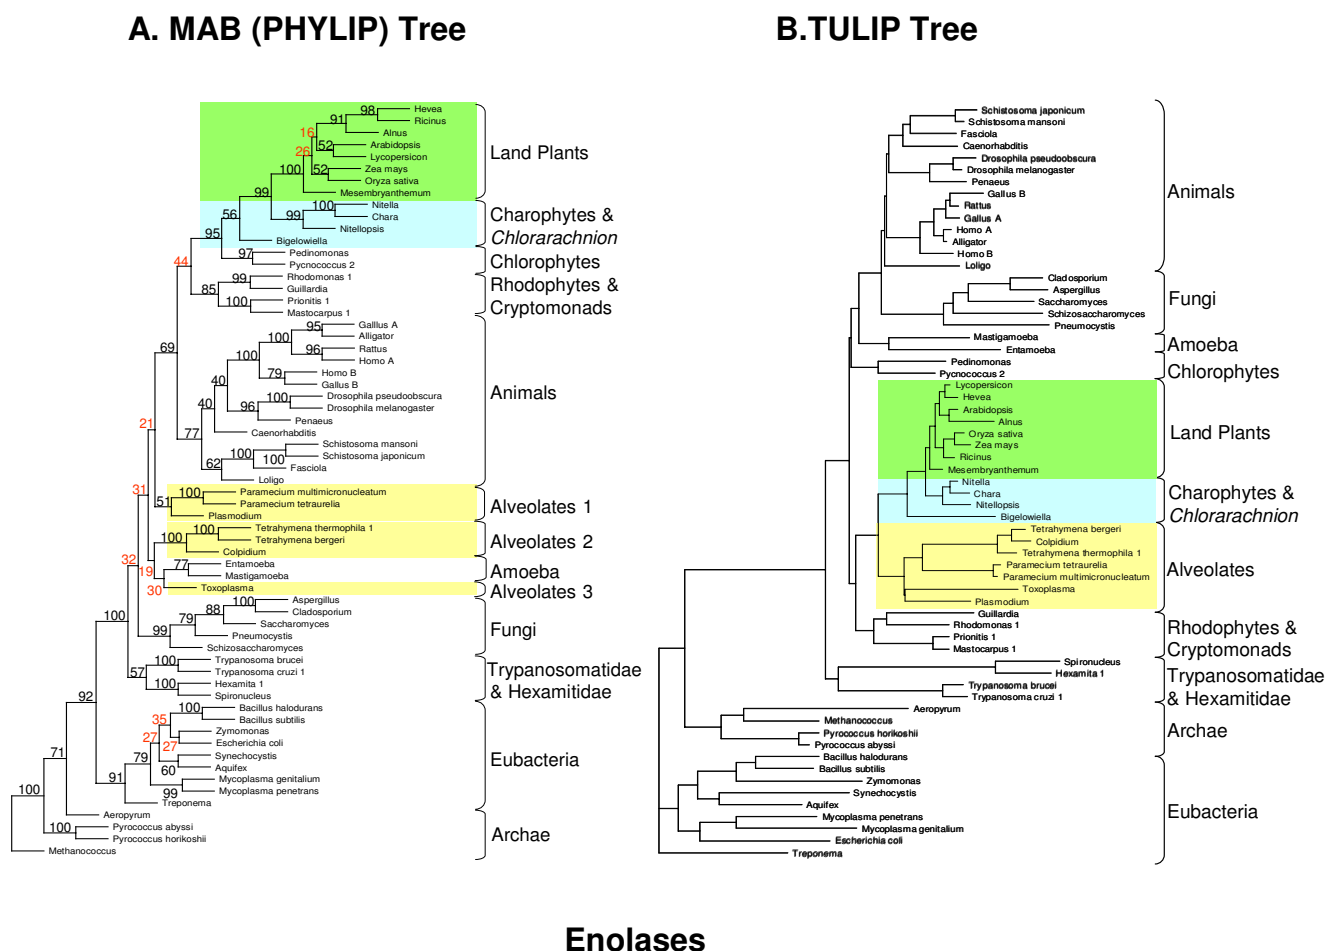 A. MAB (PHYLIP) Tree
98
Hevea
91
Ricinus
16
Alnus
52
Arabidopsis
26
Lycopersicon
100
52
Zea mays
Oryza sativa
99
Mesembryanthemum
Land Plants
100
Nitella
56
99
Chara
Nitellopsis
95
Bigelowiella
Charophytes &
Chlorarachnion
97
Pedinomonas
Pycnococcus 2
Chlorophytes
44
99
Rhodomonas 1
85
Guillardia
100
Prionitis 1
Mastocarpus 1
Rhodophytes &
Cryptomonads
95
Galllus A
100
Alligator
96
Rattus
69
100
Homo A
79
Homo B
40
Gallus B
100
Drosophila pseudoobscura
40
96
Drosophila melanogaster
Penaeus
77
Caenorhabditis
100
Schistosoma mansoni
100
Schistosoma japonicum
62
Fasciola
Loligo
Animals
21
100
Paramecium multimicronucleatum
31
51
Paramecium tetraurelia
Plasmodium
Alveolates 1
100
Tetrahymena thermophila 1
100
Tetrahymena bergeri
Colpidium
Alveolates 2
32
77
Entamoeba
19
Mastigamoeba
Amoeba
30
Toxoplasma
Alveolates 3
100
Aspergillus
88
Cladosporium
79
Saccharomyces
100
99
Pneumocystis
Schizosaccharomyces
Fungi
100
Trypanosoma brucei
57
Trypanosoma cruzi 1
100
Hexamita 1
Spironucleus
Trypanosomatidae
& Hexamitidae
92
100
Bacillus halodurans
35
Bacillus subtilis
27
Zymomonas
27
Escherichia coli
71
79
Synechocystis
60
Aquifex
91
Mycoplasma genitalium
99
Mycoplasma penetrans
Treponema
Eubacteria
100
Aeropyrum
100
Pyrococcus abyssi
Pyrococcus horikoshii
Methanococcus
Archae
B.TULIP Tree
Schistosoma japonicum
Schistosoma mansoni
Fasciola
Caenorhabditis
Drosophila pseudoobscura
Drosophila melanogaster
Penaeus
Gallus B
Rattus
Gallus A
Homo A
Alligator
Homo B
Loligo
Animals
Cladosporium
Aspergillus
Saccharomyces
Schizosaccharomyces
Pneumocystis
Fungi
Mastigamoeba
Entamoeba
Amoeba
Pedinomonas
Pycnococcus 2
Chlorophytes
Lycopersicon
Hevea
Arabidopsis
Alnus
Oryza sativa
Zea mays
Ricinus
Mesembryanthemum
Land Plants
Nitella
Chara
Nitellopsis
Bigelowiella
Charophytes &
Chlorarachnion
Tetrahymena bergeri
Colpidium
Tetrahymena thermophila 1
Paramecium tetraurelia
Paramecium multimicronucleatum
Toxoplasma
Plasmodium
Alveolates
Guillardia
Rhodomonas 1
Prionitis 1
Mastocarpus 1
Rhodophytes &
Cryptomonads
Spironucleus
Hexamita 1
Trypanosoma brucei
Trypanosoma cruzi 1
Trypanosomatidae
& Hexamitidae
Aeropyrum
Methanococcus
Pyrococcus horikoshii
Pyrococcus abyssi
Archae
Bacillus halodurans
Bacillus subtilis
Zymomonas
Synechocystis
Aquifex
Mycoplasma penetrans
Mycoplasma genitalium
Escherichia coli
Treponema
Eubacteria
Enolases